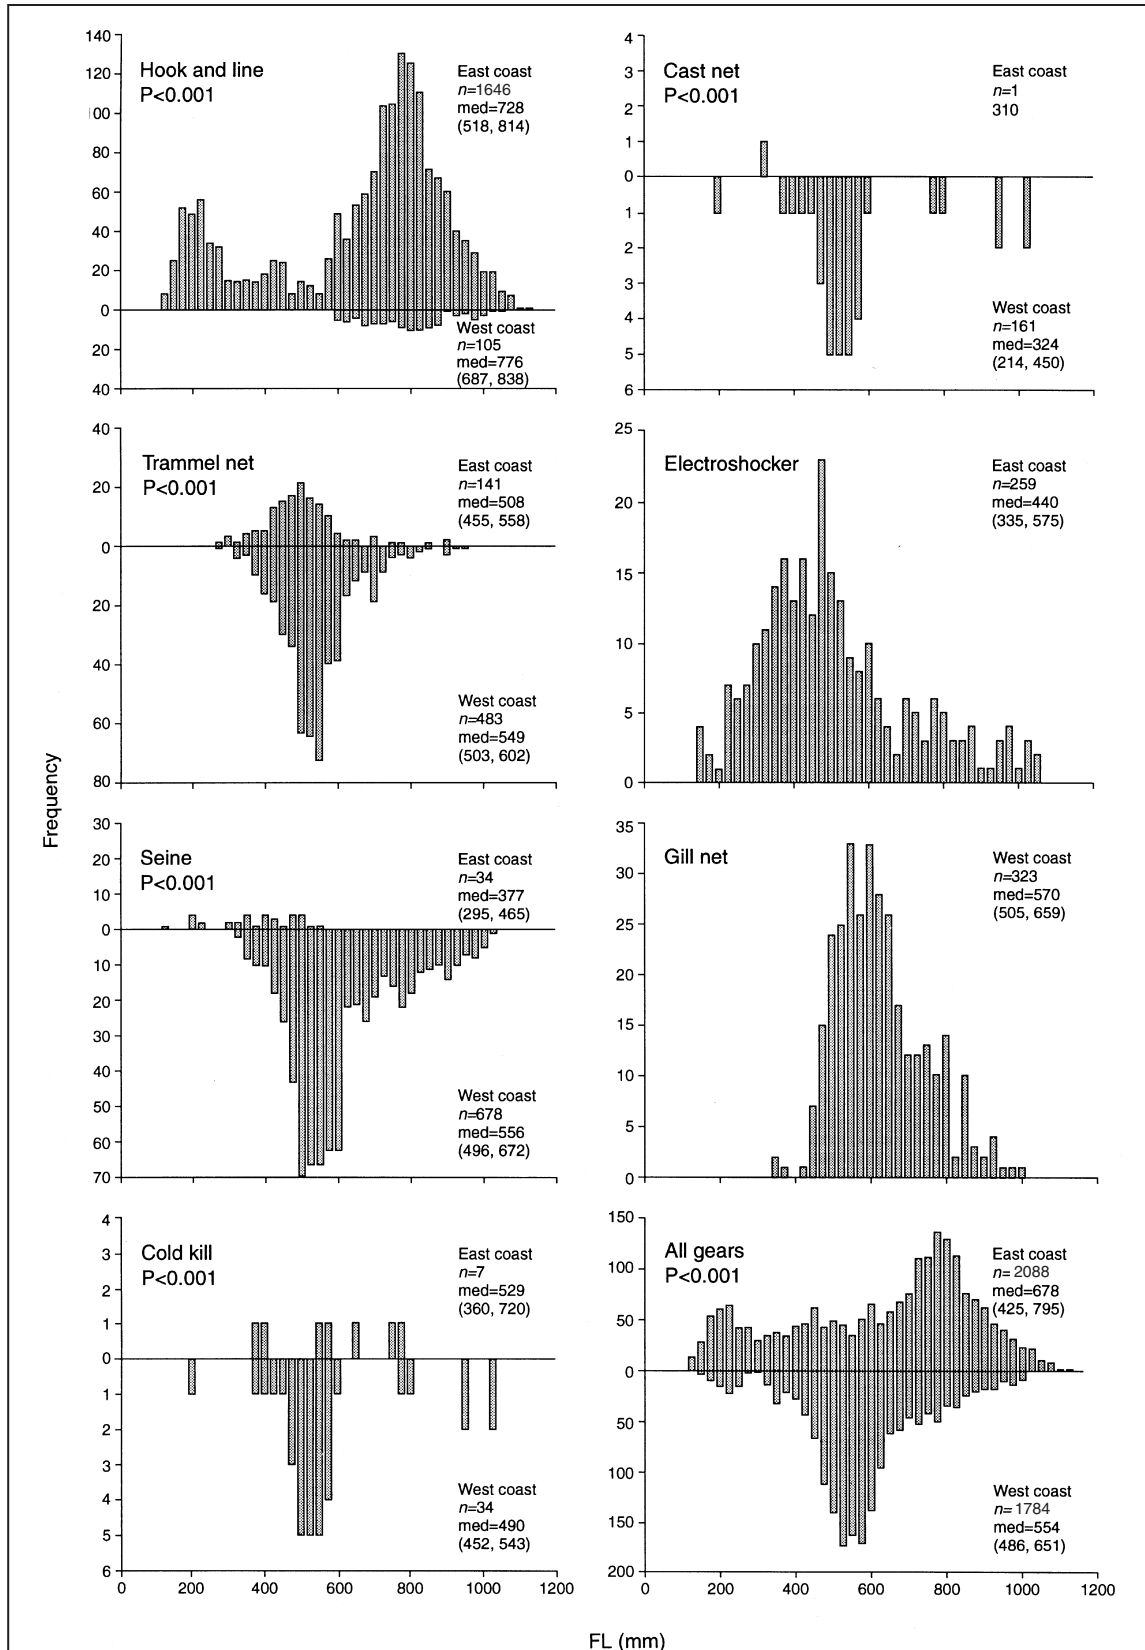 Frequency
140
120
100
80
60
40
20
0
20
40
Hook and line
P<0.001
East coast
n=1646
med=728
(518, 814)
West coast
n=105
med=776
(687, 838)
4
3
2
1
0
1
2
3
4
5
6
Cast net
P<0.001
East coast
n=1
310
West coast
n=161
med=324
(214, 450)
40
20
0
20
40
60
80
Trammel net
P<0.001
East coast
n=141
med=508
(455, 558)
West coast
n=483
med=549
(503, 602)
25
20
15
10
5
0
Electroshocker
East coast
n=259
med=440
(335, 575)
30
20
10
0
10
20
30
40
50
60
70
Seine
P<0.001
East coast
n=34
med=377
(295, 465)
West coast
n=678
med=556
(496, 672)
35
30
25
20
15
10
5
0
Gill net
West coast
n=323
med=570
(505, 659)
4
3
2
1
0
1
2
3
4
5
6
Cold kill
P<0.001
East coast
n=7
med=529
(360, 720)
West coast
n=34
med=490
(452, 543)
0 200 400 600 800 1000 1200
150
100
50
0
50
100
150
200
All gears
P<0.001
East coast
n=2088
med=678
(425, 795)
West coast
n=1784
med=554
(486, 651)
0 200 400 600 800 1000 1200
FL (mm)